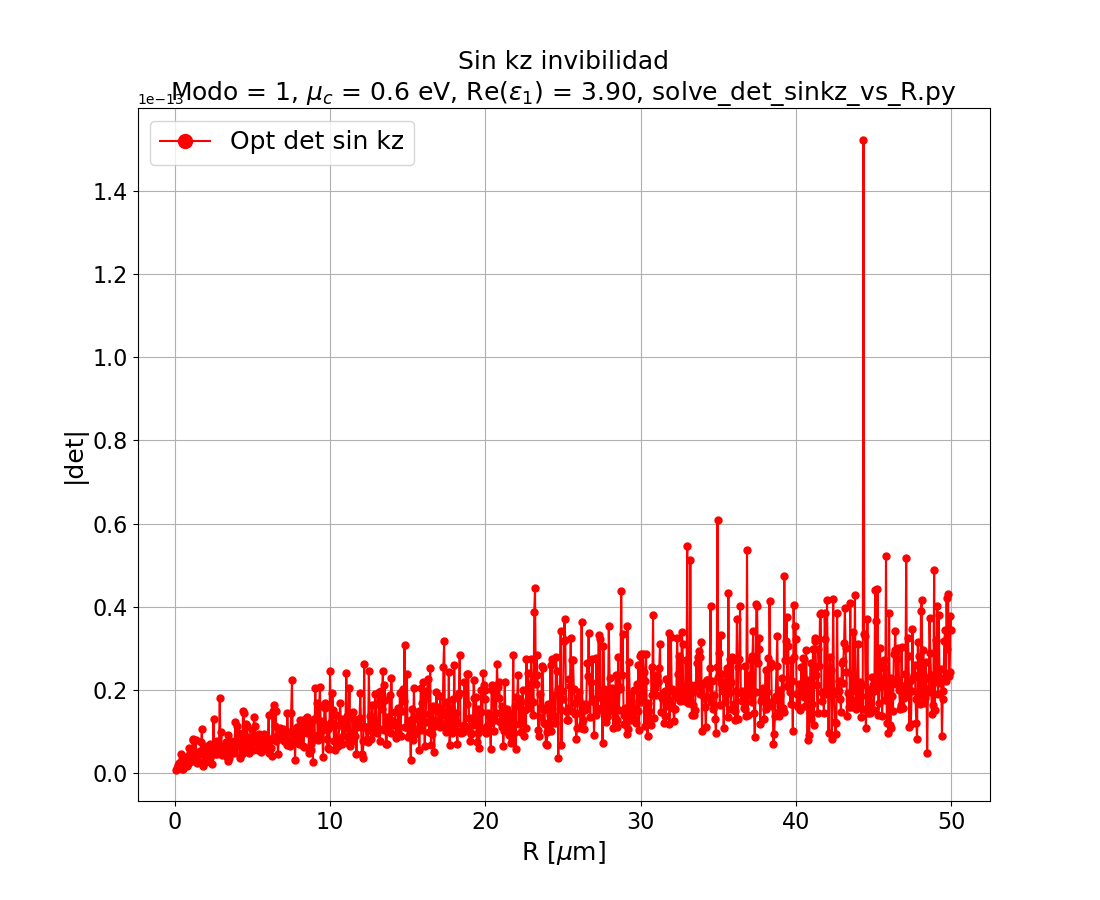 Sin kz invibilidad
Modo = 1, μc = 0.6 eV, Re(ε1) = 3.90, solve_det_sinkz_vs_R.py
1e−13
Opt det sin kz
1.4
1.2
1.0
0.8
0.6
0.4
0.2
0.0
|det|
0 10 20 30 40 50
R [μm]